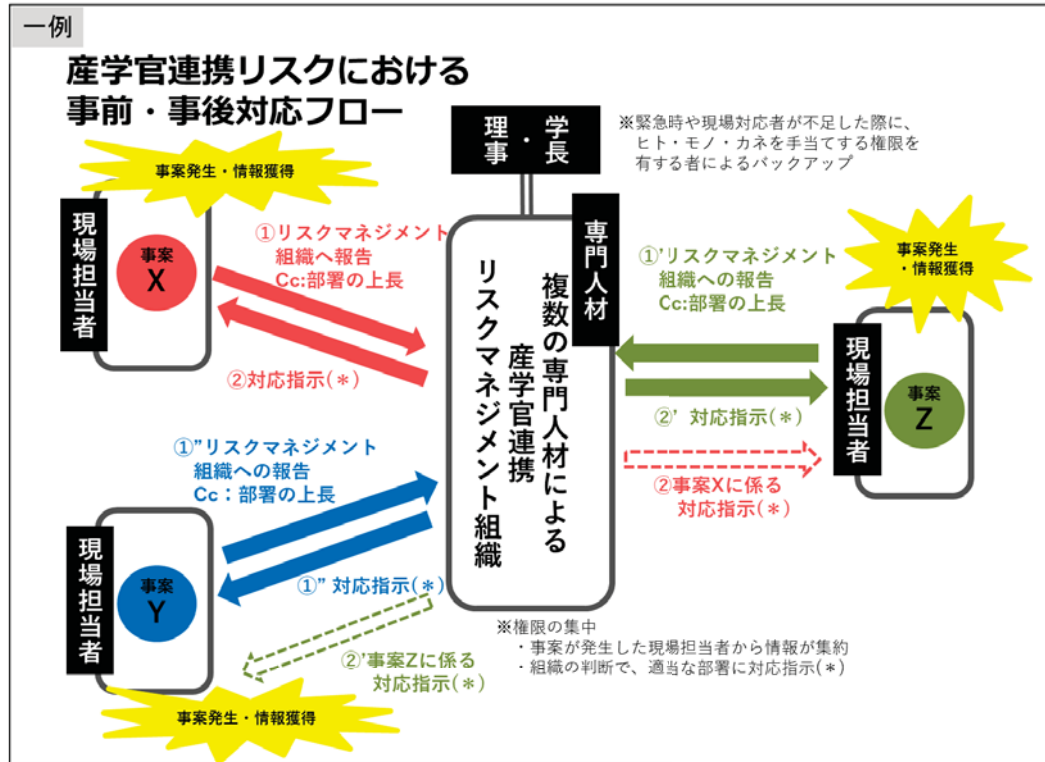 一例
産学官連携リスクにおける
事前・事後対応フロー
学長
・
理事
※緊急時や現場対応者が不足した際に、
ヒト・モノ・カネを手当てする権限を
有する者によるバックアップ
事案発生・情報獲得
現場担当者
事案
X
①リスクマネジメント
組織へ報告
Cc:部署の上長
②対応指示(＊)
専門人材
複数の専門人材による
産学官連携
リスクマネジメント組織
①'リスクマネジメント
組織への報告
Cc:部署の上長
事案発生
・情報獲得
現場担当者
事案
Z
②' 対応指示(＊)
②事案Xに係る
対応指示(＊)
①”リスクマネジメント
組織への報告
Cc：部署の上長
現場担当者
事案
Y
①” 対応指示(＊)
②'事案Zに係る
対応指示(＊)
事案発生・情報獲得
※権限の集中
・事案が発生した現場担当者から情報が集約
・組織の判断で、適当な部署に対応指示(＊)